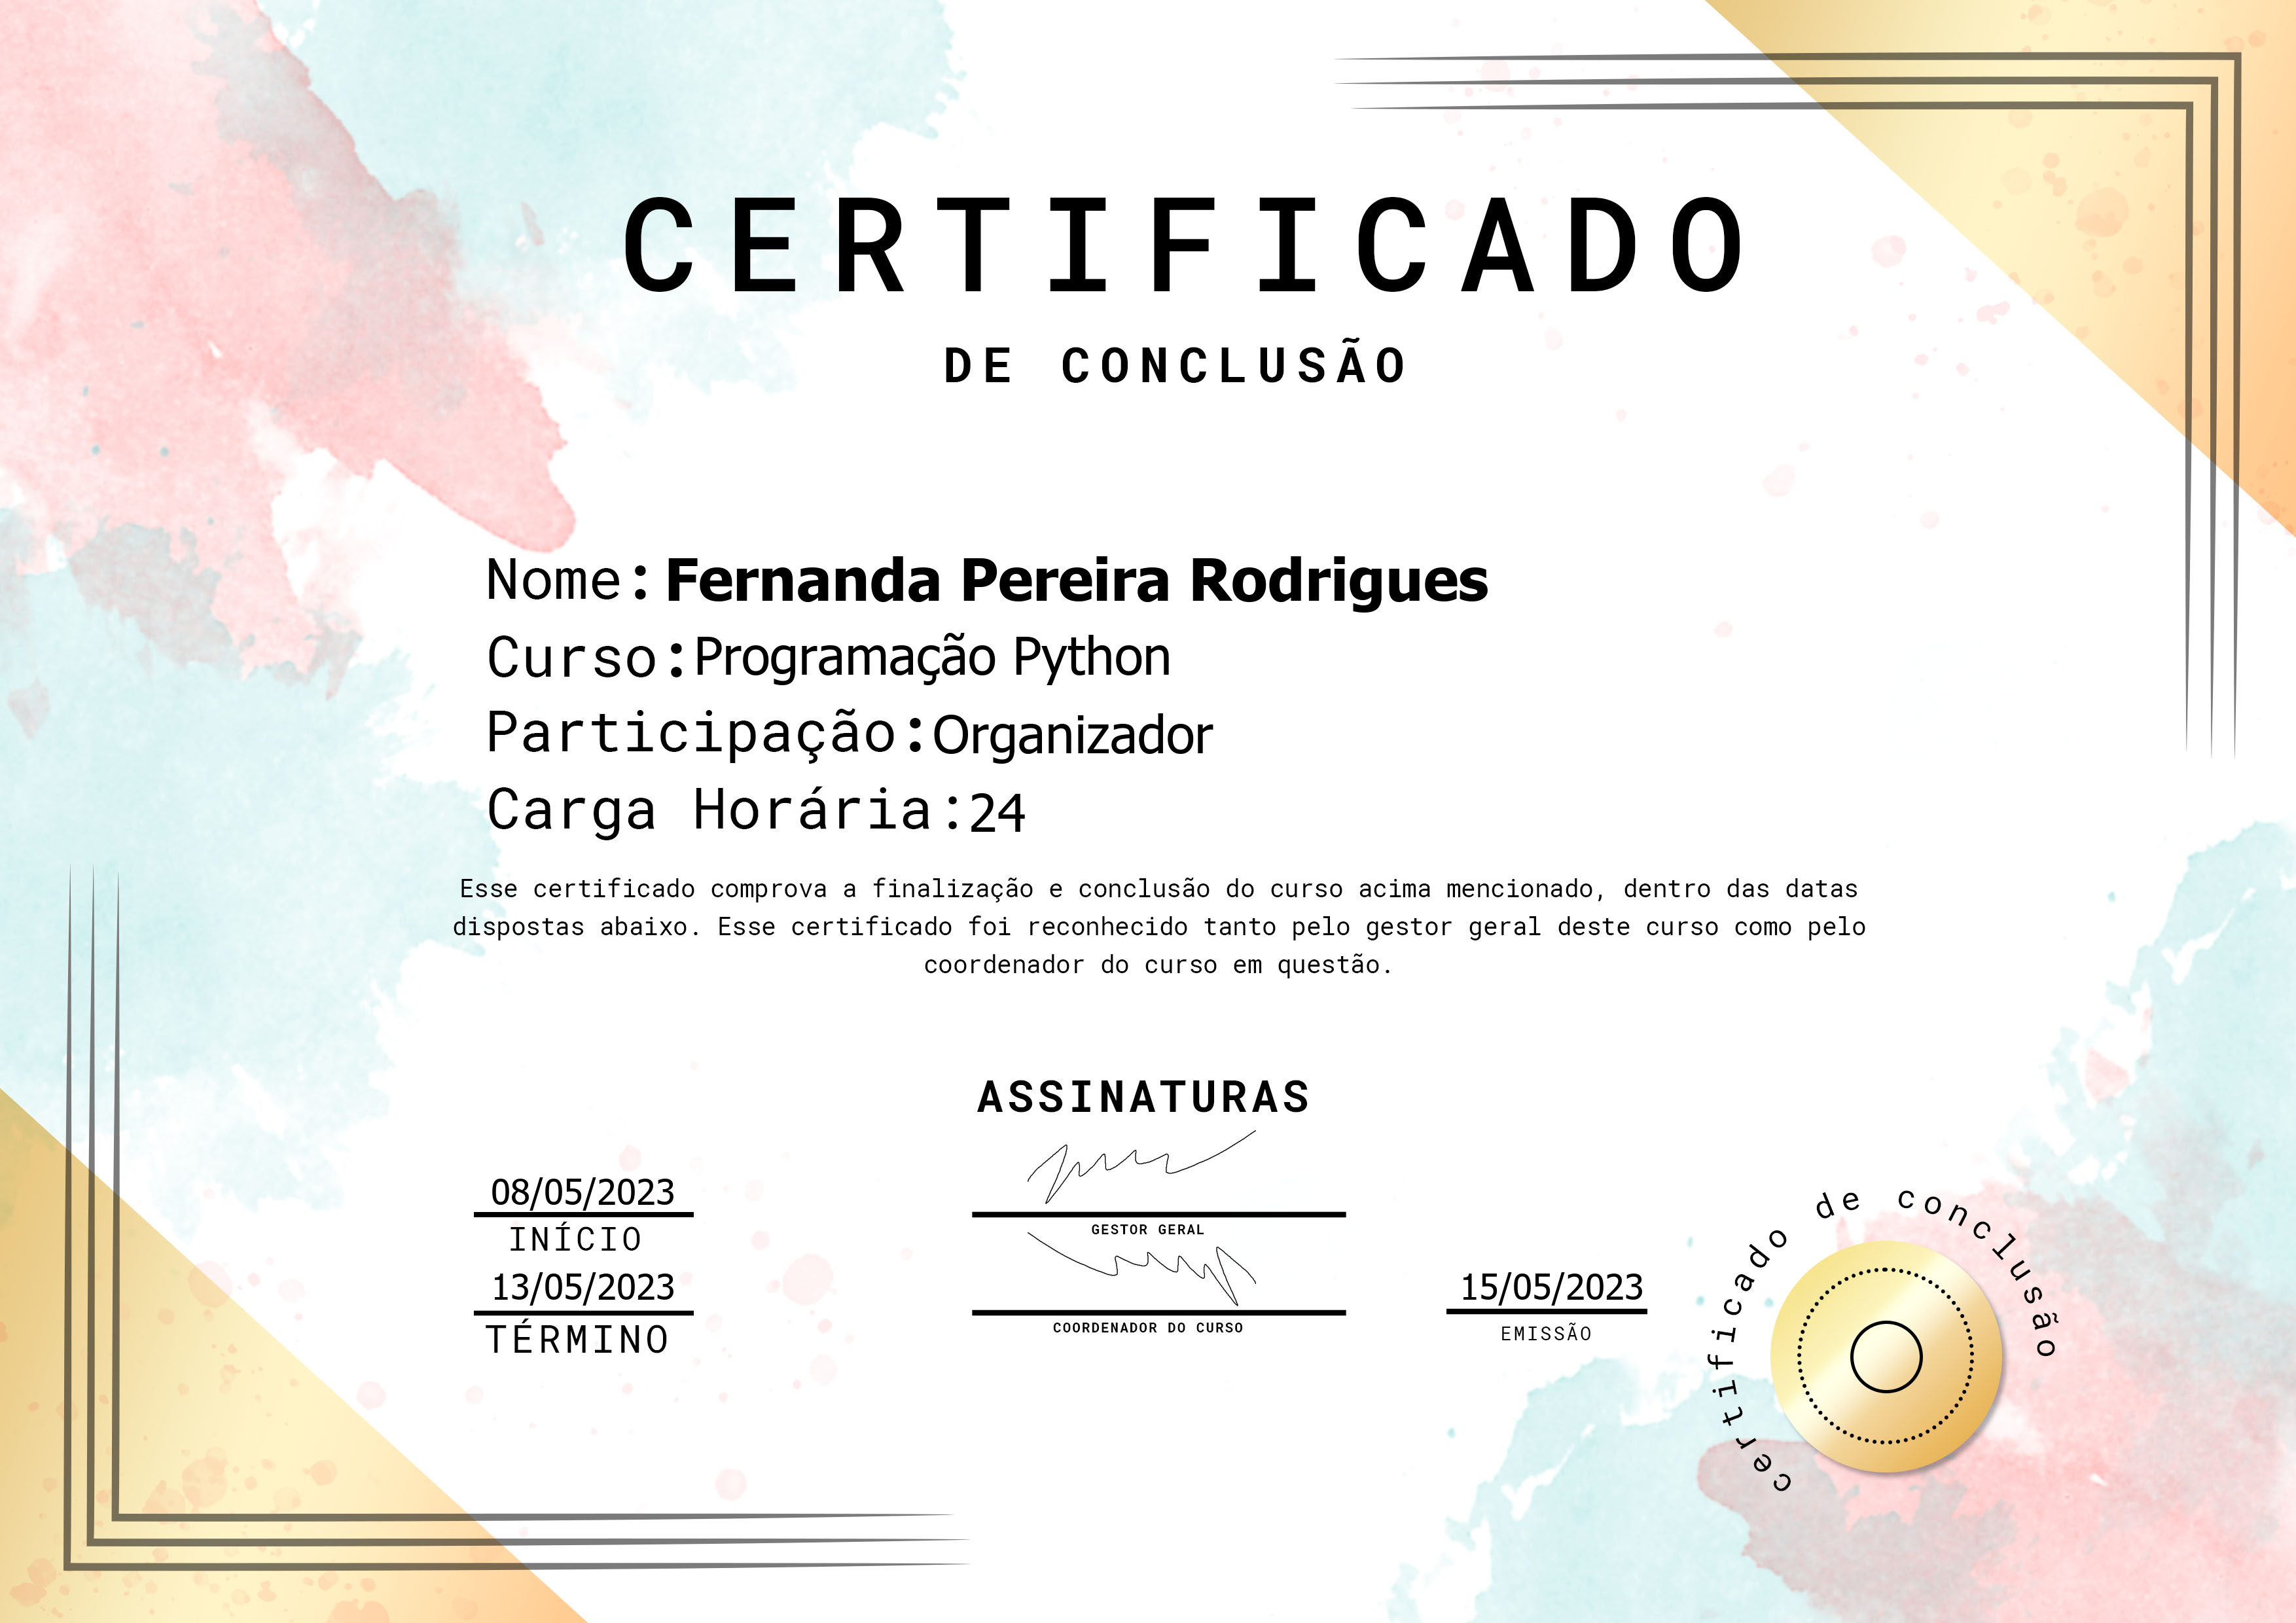 CERTIFICADO
DE CONCLUSÃO
Nome: Fernanda Pereira Rodrigues
Curso: Programação Python
Participação: Organizador
Carga Horária: 24
Esse certificado comprova a finalização e conclusão do curso acima mencionado, dentro das datas
dispostas abaixo. Esse certificado foi reconhecido tanto pelo gestor geral deste curso como pelo
coordenador do curso em questão.
ASSINATURAS
08/05/2023
INÍCIO
13/05/2023
TÉRMINO
GESTOR GERAL
COORDENADOR DO CURSO
15/05/2023
EMISSÃO
certificado de conclusão